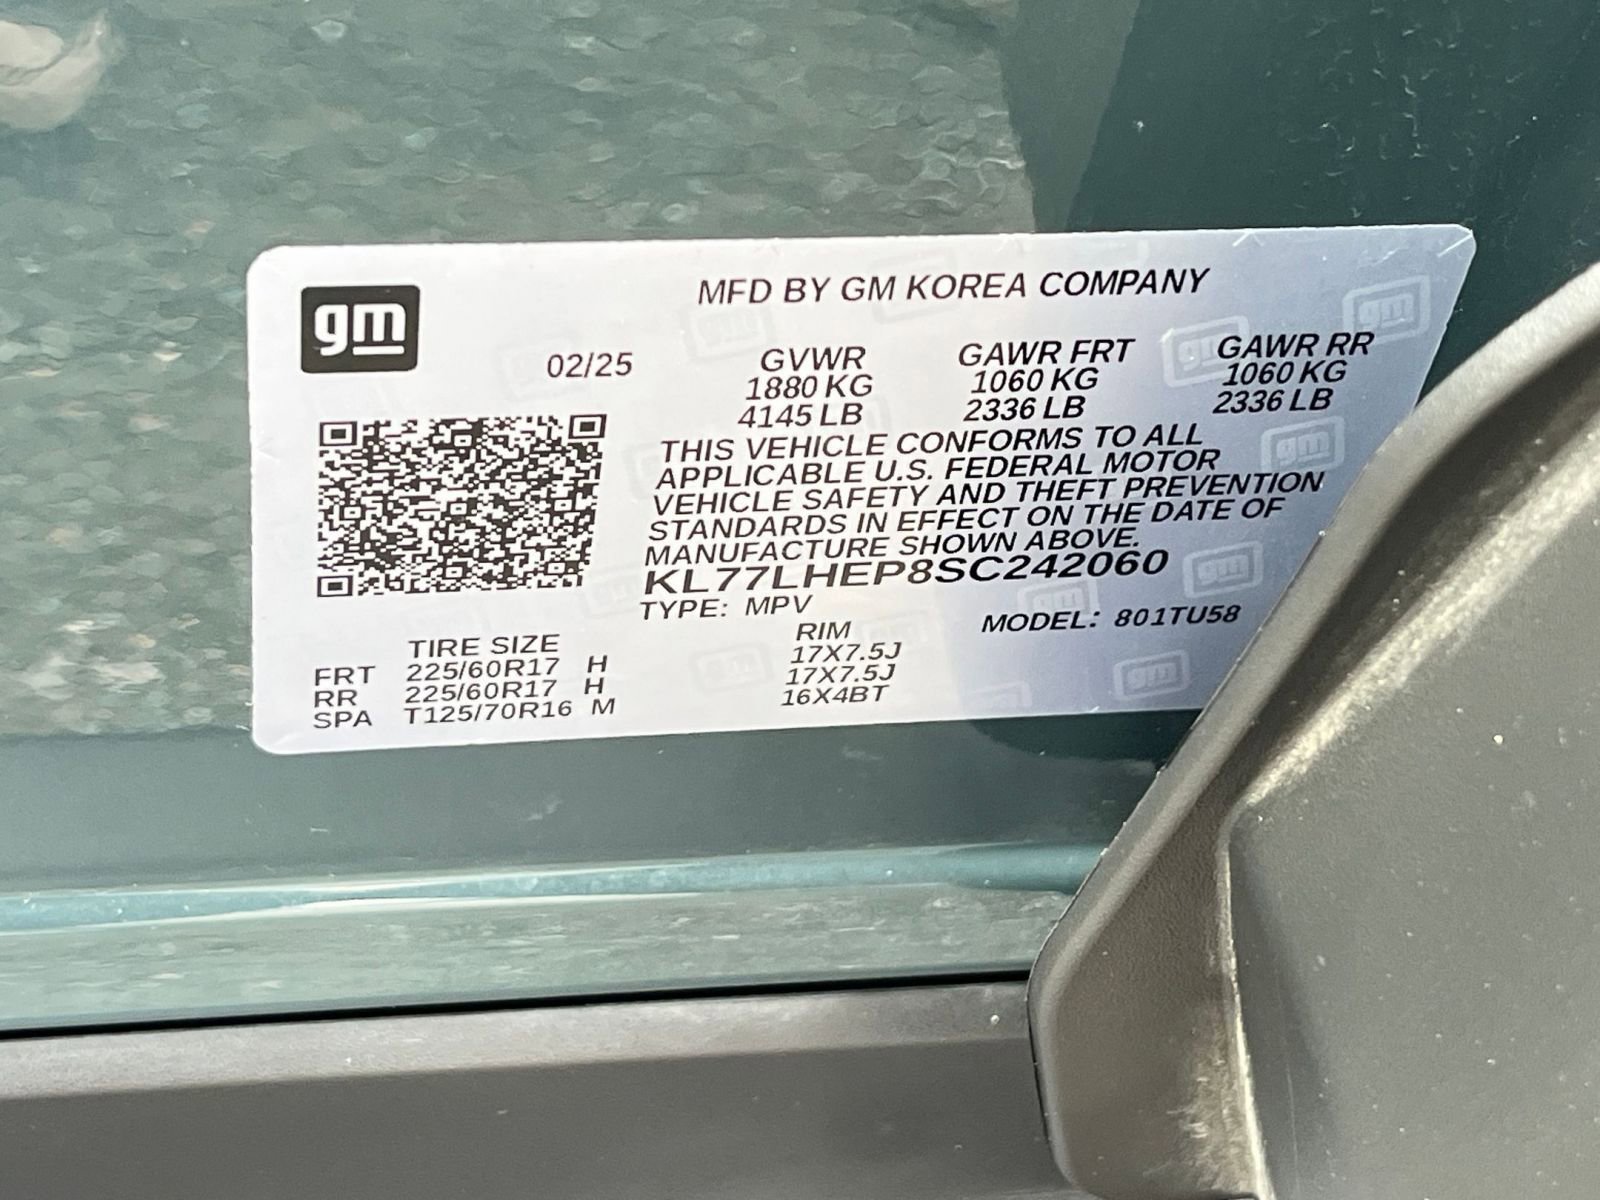 gm
MFD BY GM KOREA COMPANY
02/25 GVWR GAWR FRT GAWR RR
1880 KG 1060 KG 1060 KG
4145 LB 2336 LB 2336 LB
THIS VEHICLE CONFORMS TO ALL
APPLICABLE U.S. FEDERAL MOTOR
VEHICLE SAFETY AND THEFT PREVENTION
STANDARDS IN EFFECT ON THE DATE OF
MANUFACTURE SHOWN ABOVE.
KL77LHEP8SC242060
TYPE: MPV MODEL: 801TU58
TIRE SIZE RIM
FRT 225/60R17 H 17X7.5J
RR 225/60R17 H 17X7.5J
SPA T125/70R16 M 16X4BT